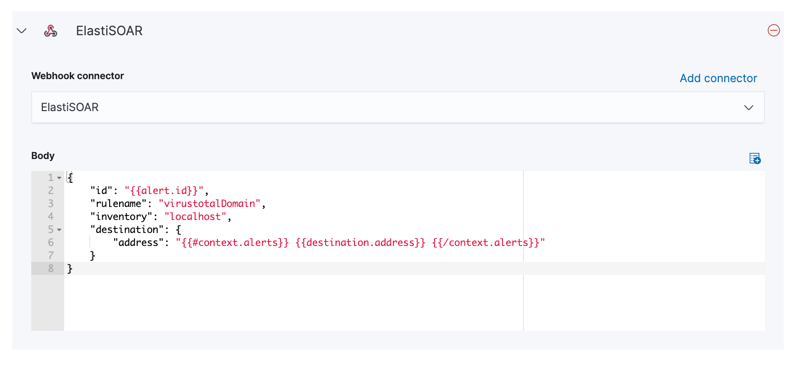 ElastiSOAR
Webhook connector
Add connector
ElastiSOAR
Body
1 {
2 "id": "{{alert.id}}",
3 "rulename": "virustotalDomain",
4 "inventory": "localhost",
5 "destination": {
6 "address": "{{#context.alerts}} {{destination.address}} {{/context.alerts}}"
7 }
8 }